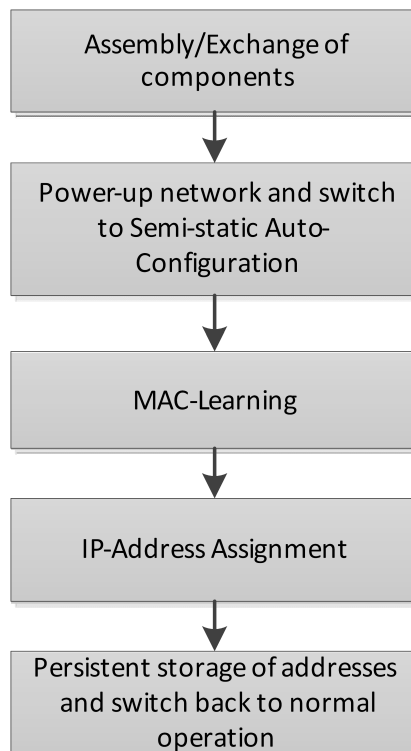 Assembly/Exchange of
components
Power-up network and switch
to Semi-static Auto-
Configuration
MAC-Learning
IP-Address Assignment
Persistent storage of addresses
and switch back to normal
operation